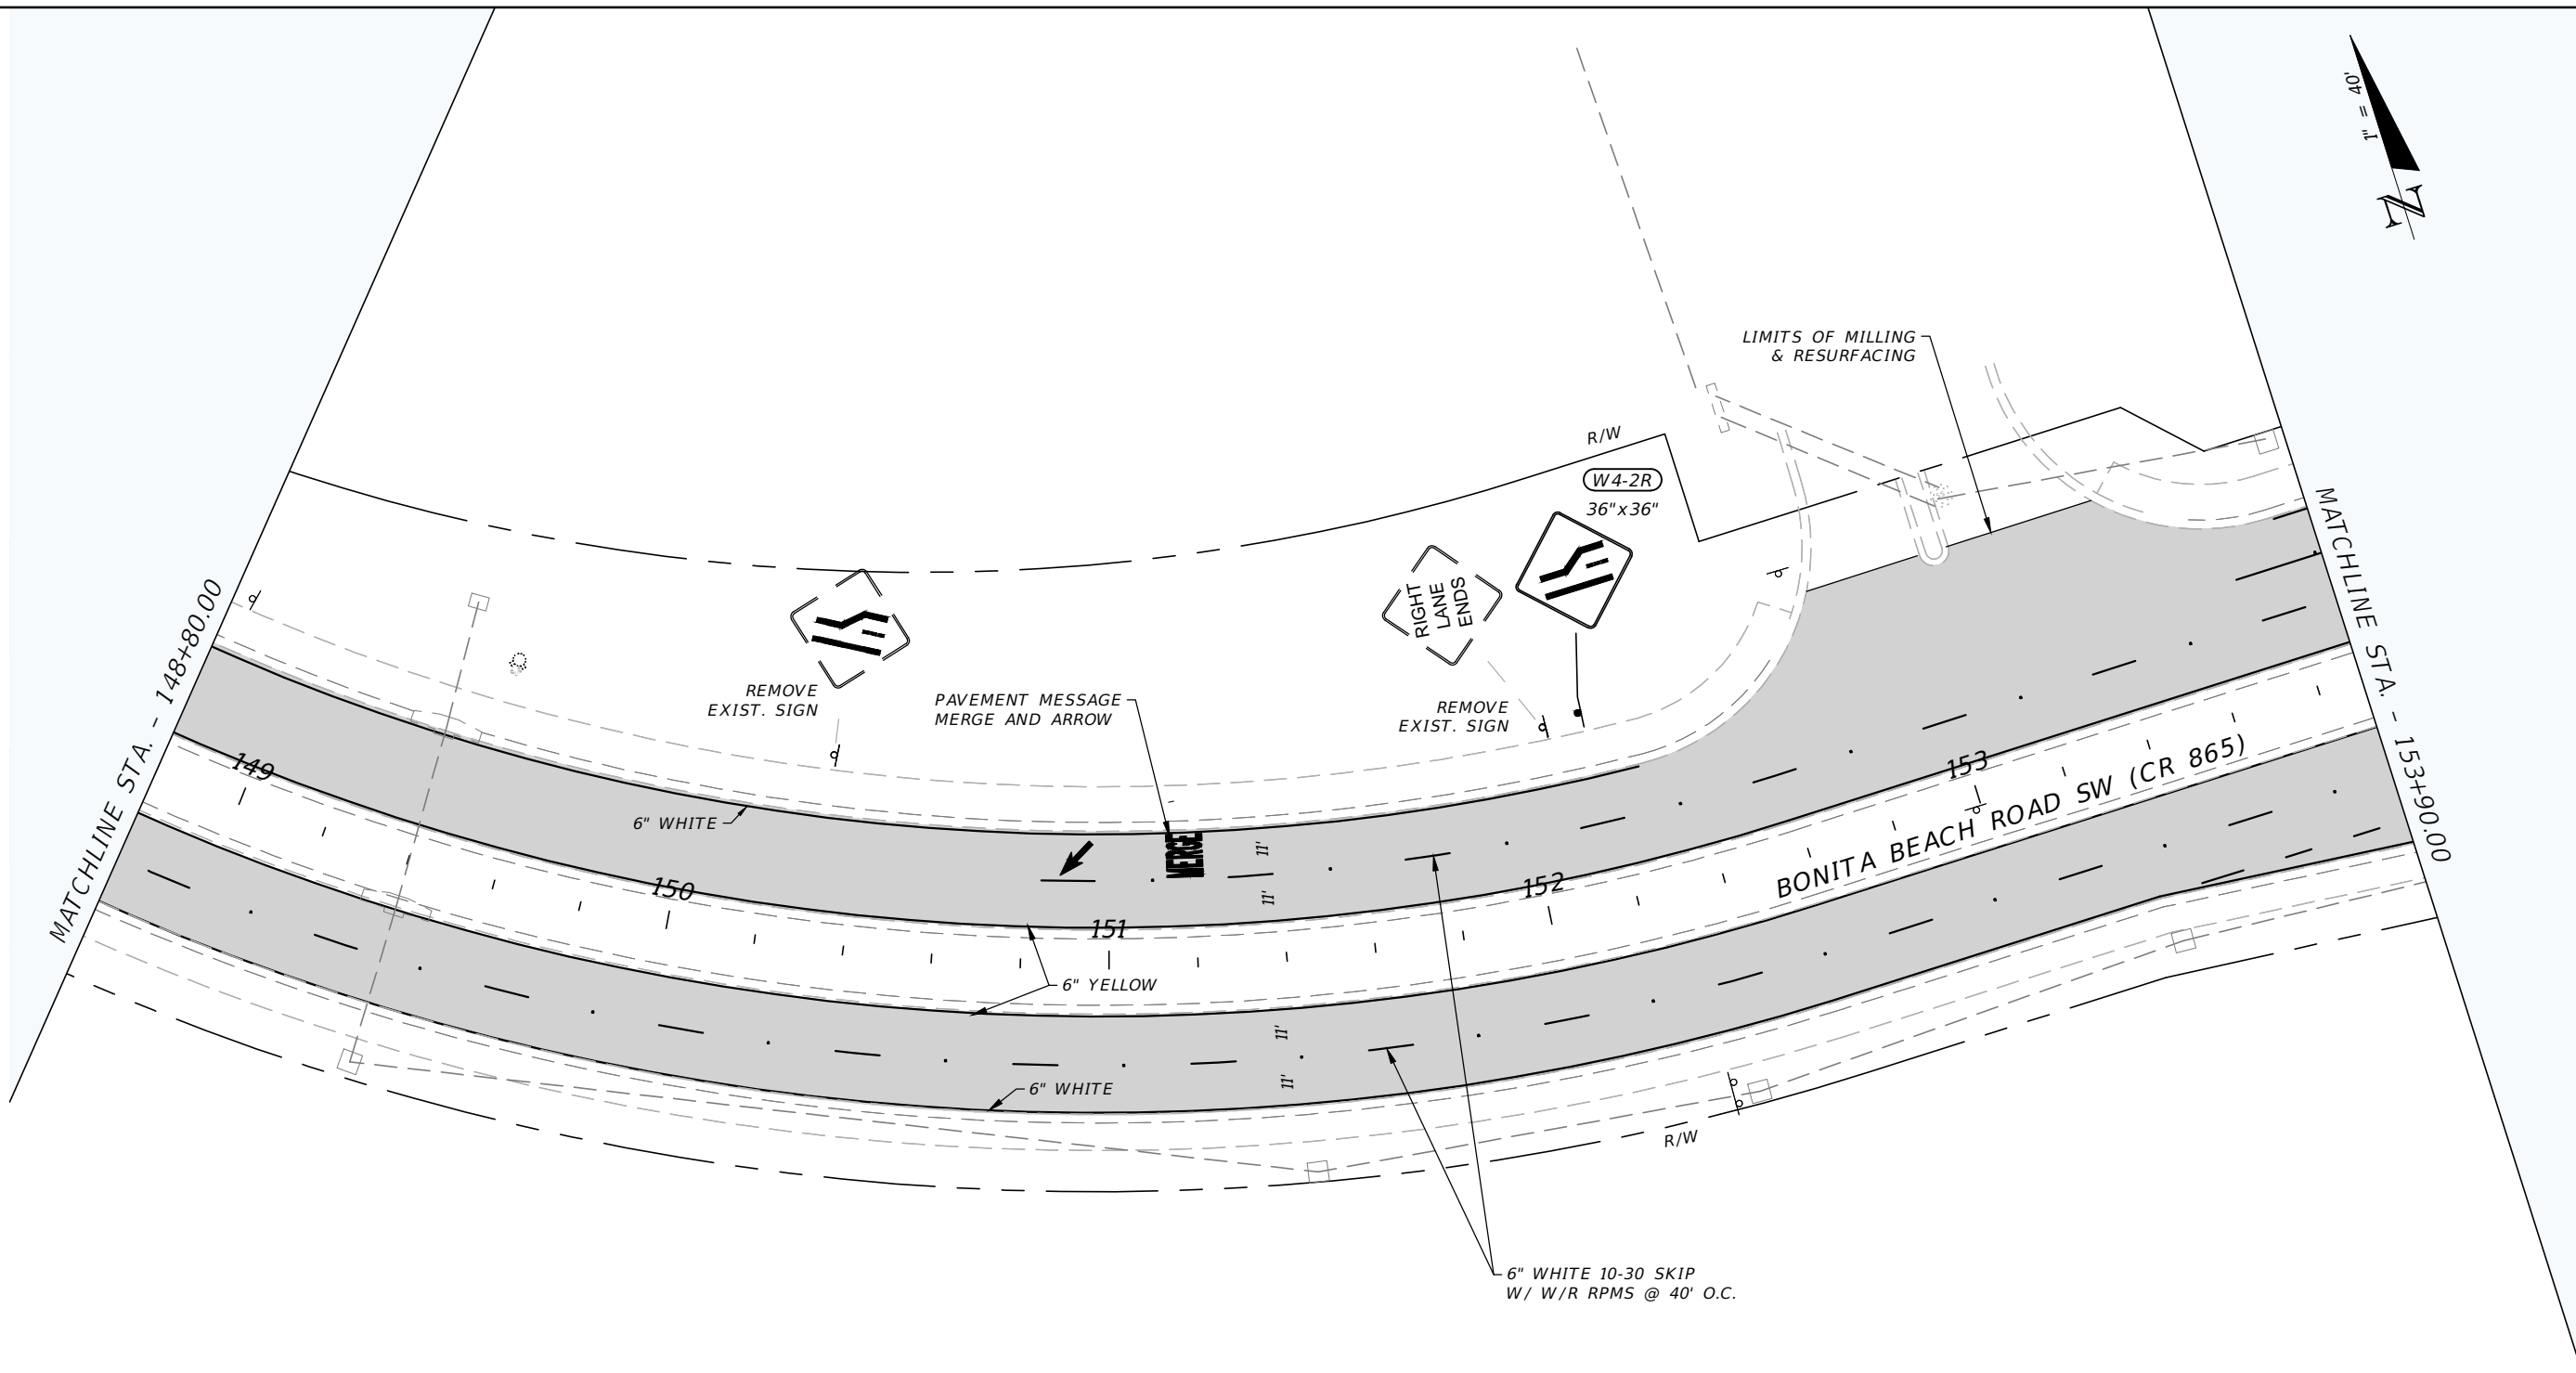 1" = 40'
N
LIMITS OF MILLING
& RESURFACING
R/W
W4-2R
36"x36"
MATCHLINE STA. - 148+80.00
MATCHLINE STA. - 153+90.00
RIGHT
LANE
ENDS
REMOVE
EXIST. SIGN
PAVEMENT MESSAGE
MERGE AND ARROW
REMOVE
EXIST. SIGN
149
6" WHITE
MERGE
11'
11'
150
151
152
153
BONITA BEACH ROAD SW (CR 865)
6" YELLOW
11'
11'
6" WHITE
R/W
6" WHITE 10-30 SKIP
W/ W/R RPMS @ 40' O.C.